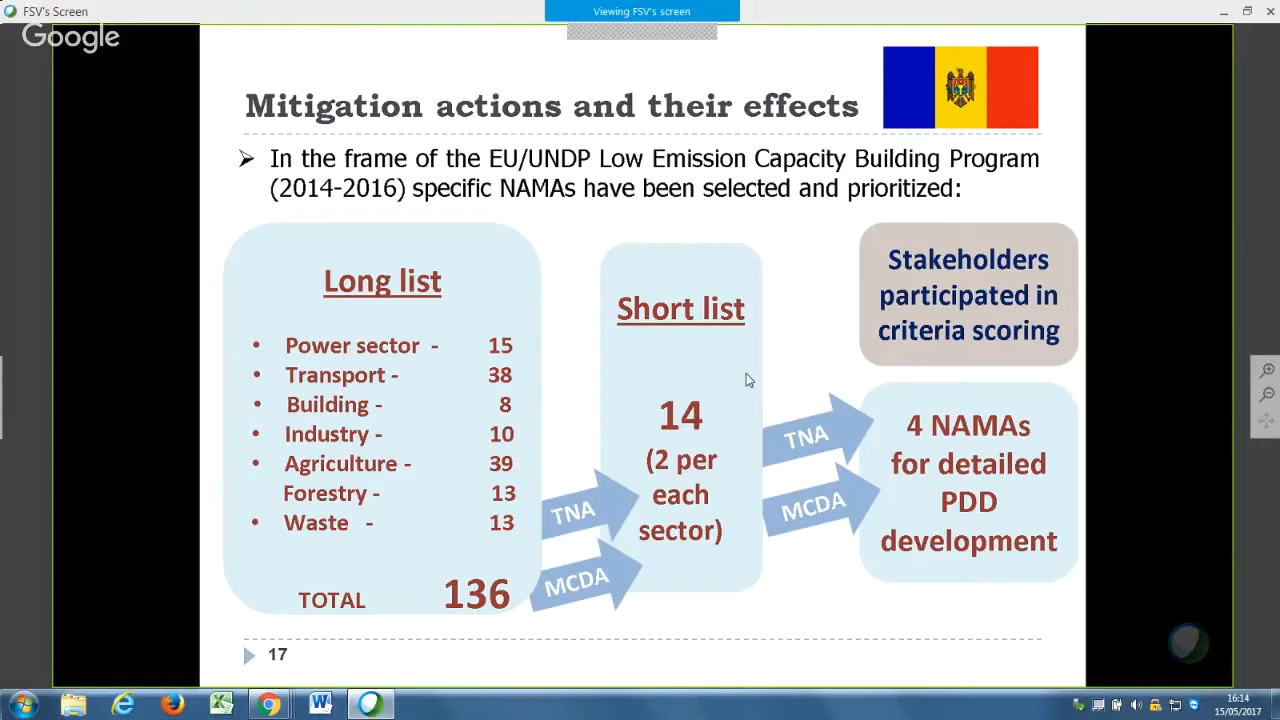 FSV's Screen
Viewing FSV's screen
Google
Mitigation actions and their effects
➢ In the frame of the EU/UNDP Low Emission Capacity Building Program
(2014-2016) specific NAMAs have been selected and prioritized:
Long list
• Power sector - 15
• Transport - 38
• Building - 8
• Industry - 10
• Agriculture - 39
Forestry - 13
• Waste - 13
TOTAL 136
TNA
MCDA
Short list
14
(2 per
each
sector)
TNA
MCDA
Stakeholders
participated in
criteria scoring
4 NAMAs
for detailed
PDD
development
17
16:14
15/05/2017